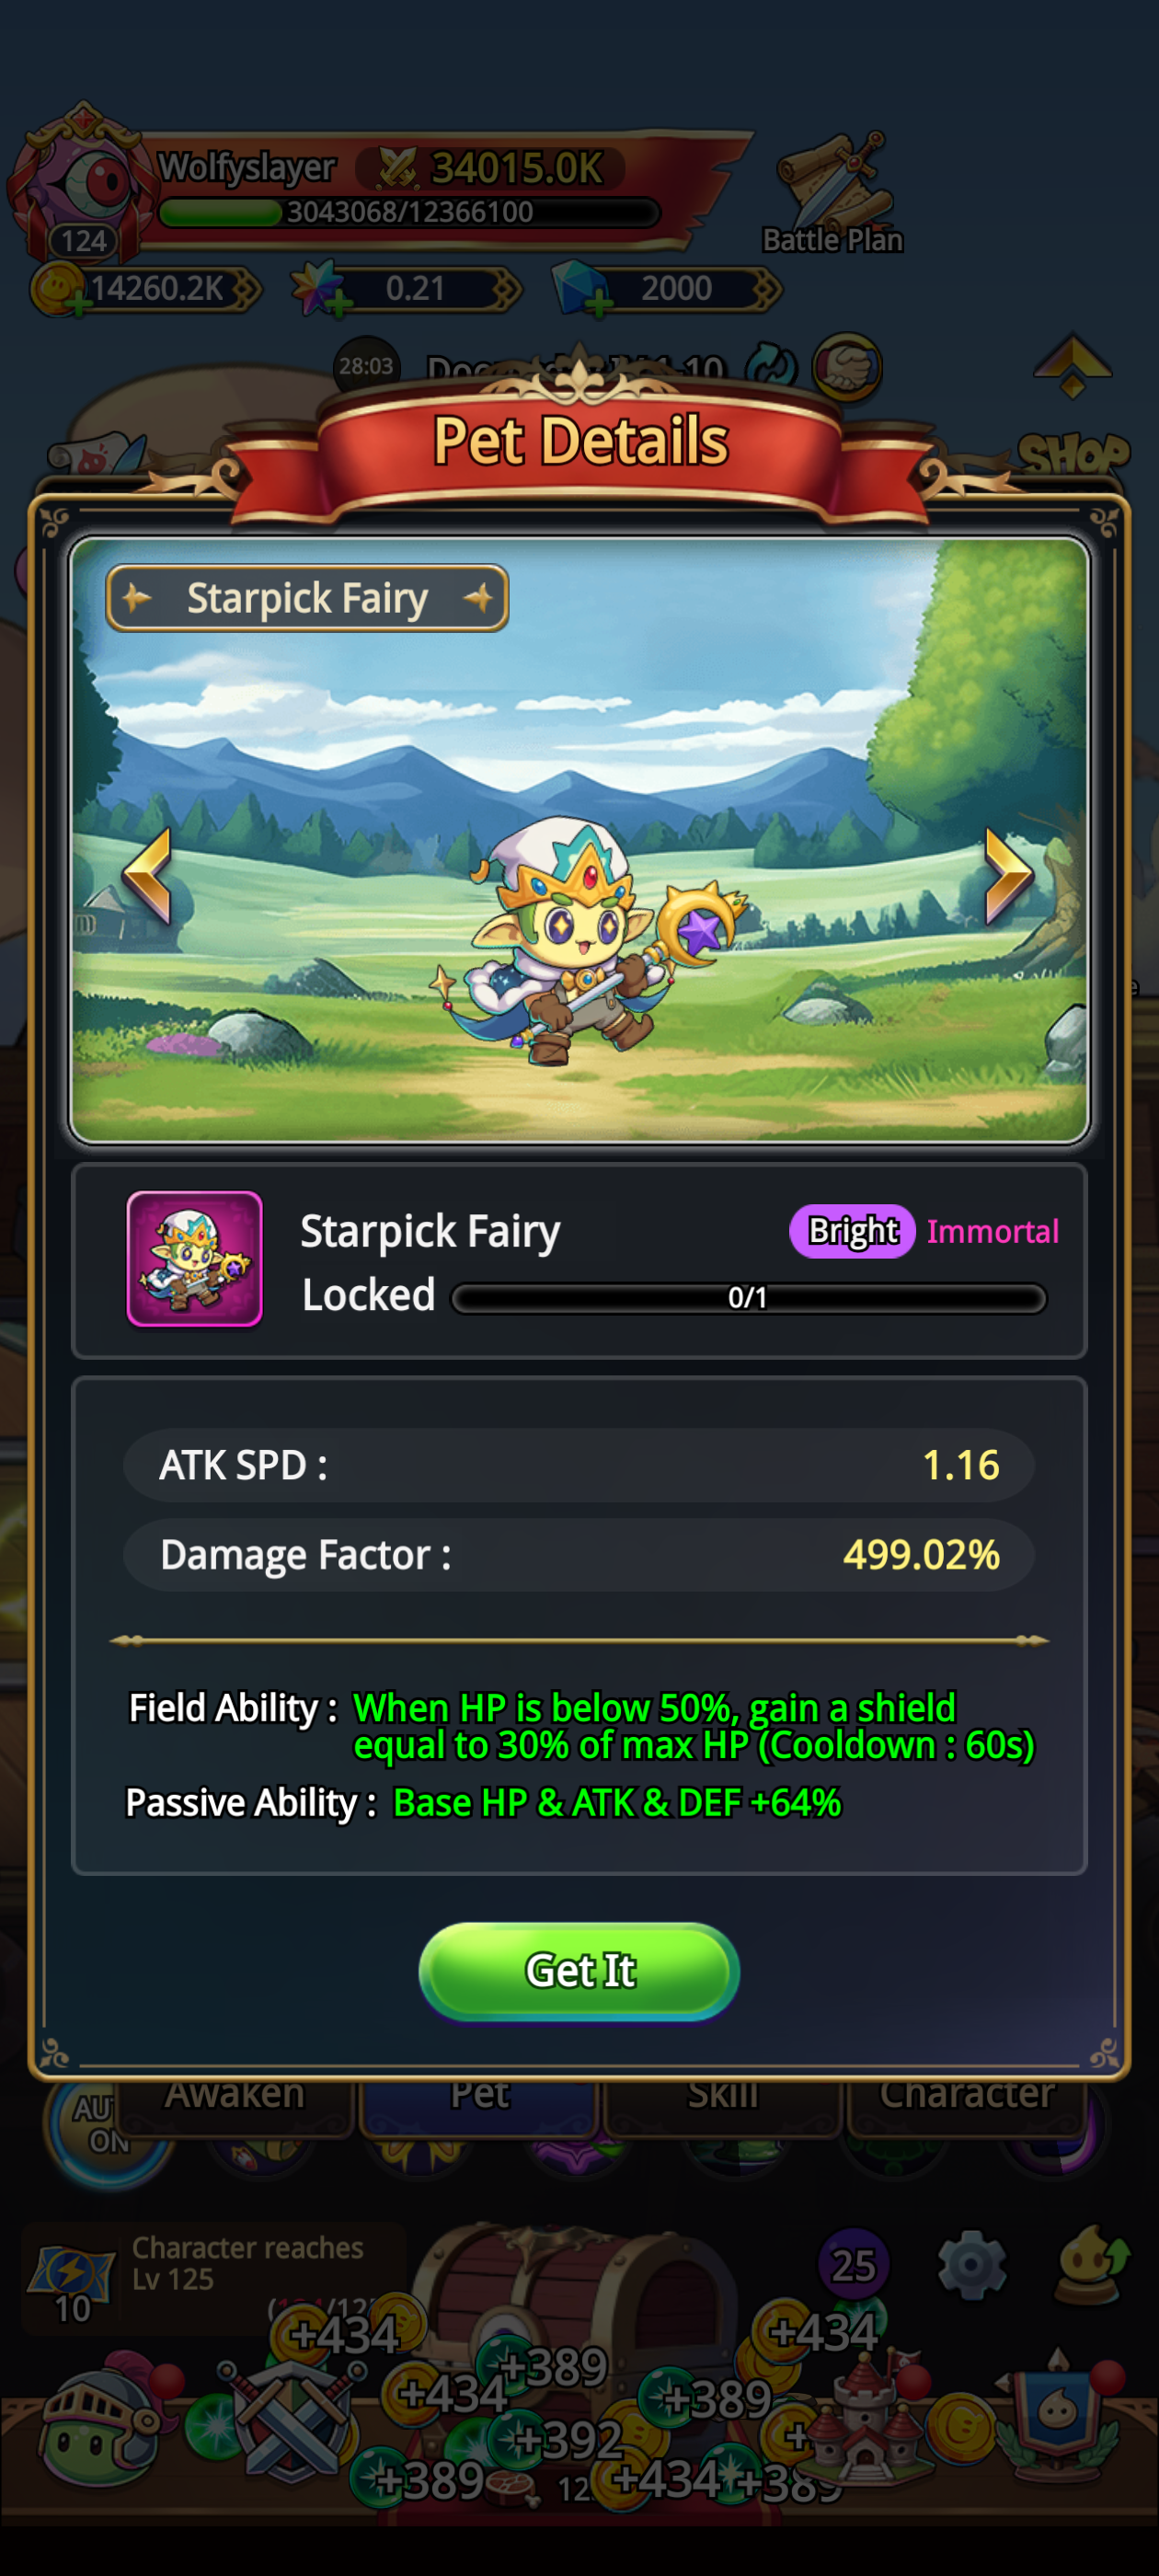 Wolfyslayer
34015.0K
3043068/12366100
124
Battle Plan
14260.2K
0.21
2000
28:03
SHOP
Pet Details
Starpick Fairy
Starpick Fairy
Bright
Immortal
Locked
0/1
ATK SPD :
1.16
Damage Factor :
499.02%
Field Ability : When HP is below 50%, gain a shield
equal to 30% of max HP (Cooldown : 60s)
Passive Ability : Base HP & ATK & DEF +64%
Get It
Awaken
Pet
Skill
Character
ON
Character reaches
Lv 125
10
25
+434
+434
+389
+434
+389
+392
+389
+434
+389